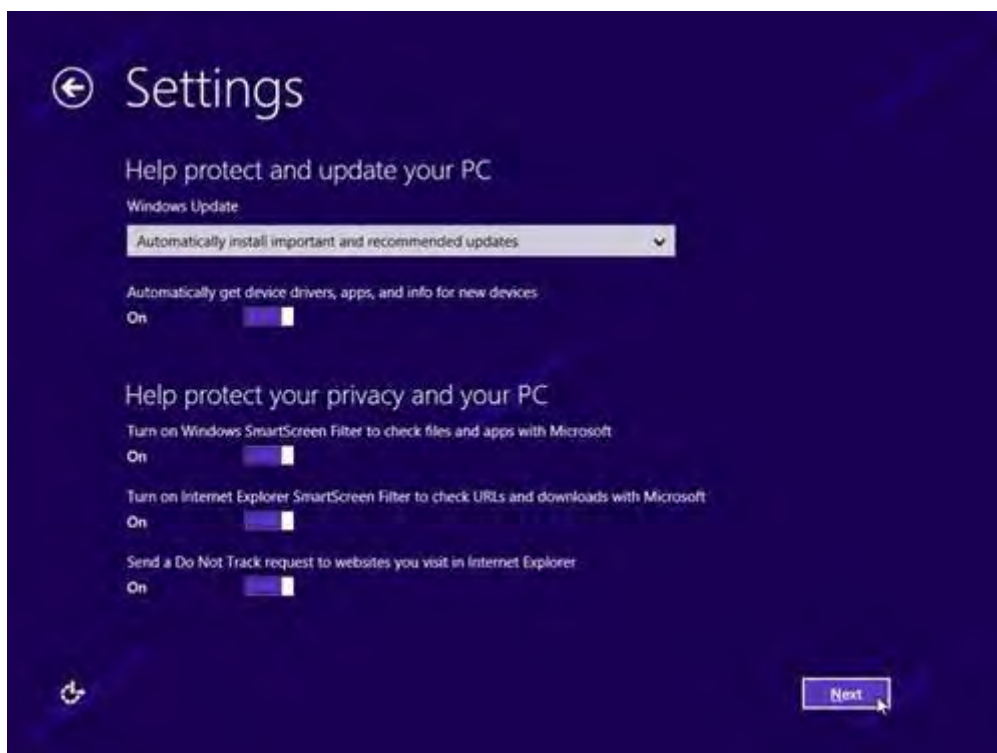 Settings
Help protect and update your PC
Windows Update
Automatically install important and recommended updates
Automatically get device drivers, apps, and info for new devices
On
Help protect your privacy and your PC
Turn on Windows SmartScreen Filter to check files and apps with Microsoft
On
Turn on Internet Explorer SmartScreen Filter to check URLs and downloads with Microsoft
On
Send a Do Not Track request to websites you visit in Internet Explorer
On
Next